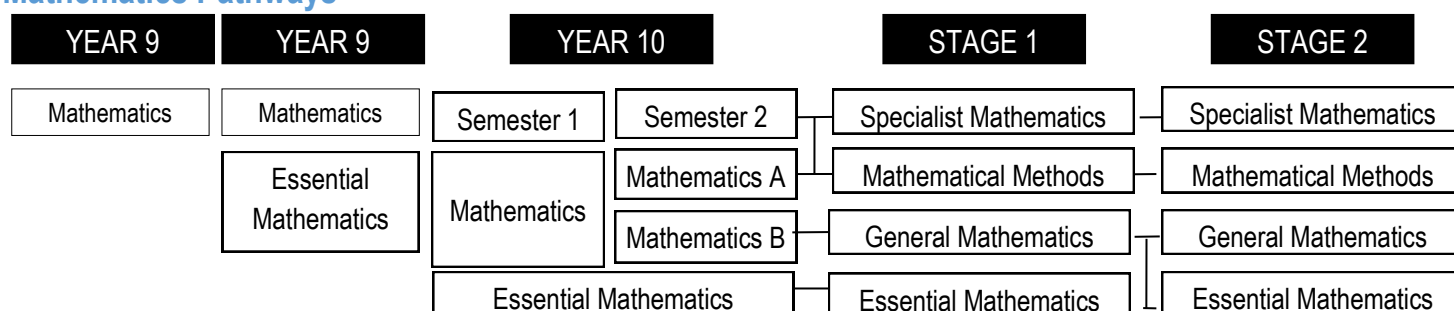 Mathematics Pathways
YEAR 9 YEAR 9 YEAR 10 STAGE 1 STAGE 2
Mathematics Mathematics Semester 1 Semester 2 Specialist Mathematics Specialist Mathematics
Essential
Mathematics
Mathematics
Mathematics A Mathematical Methods Mathematical Methods
Mathematics B General Mathematics General Mathematics
Essential Mathematics Essential Mathematics Essential Mathematics